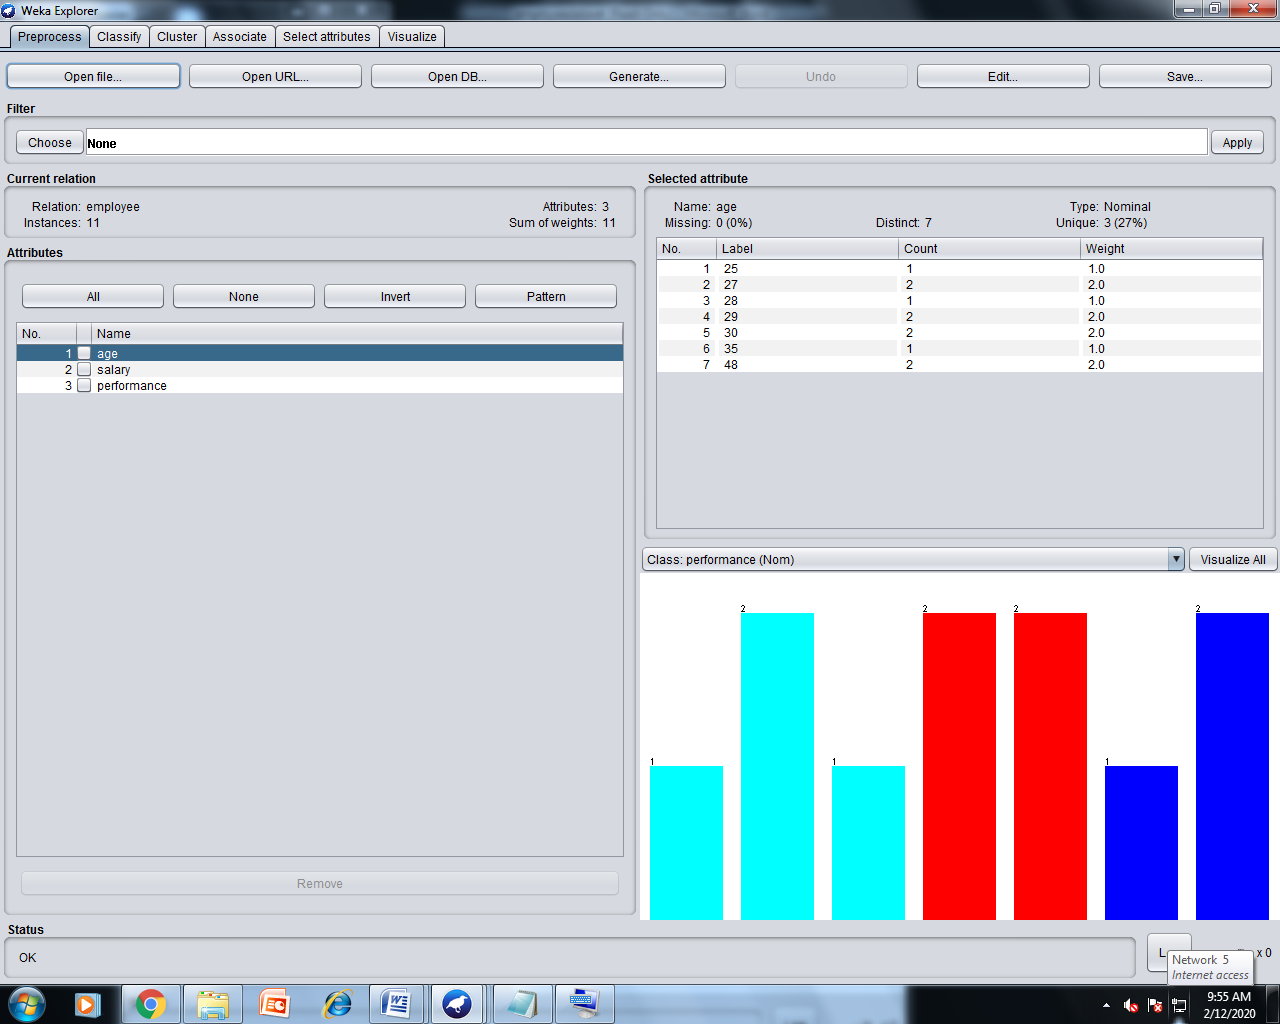 Weka Explorer
Preprocess Classify Cluster Associate Select attributes Visualize
Open file... Open URL... Open DB... Generate... Undo Edit... Save...
Filter
Choose None Apply
Current relation
Relation: employee Attributes: 3
Instances: 11 Sum of weights: 11
Attributes
All None Invert Pattern
No. Name
1 age
2 salary
3 performance
Remove
Selected attribute
Name: age Type: Nominal
Missing: 0 (0%) Distinct: 7 Unique: 3 (27%)
No. Label Count Weight
1 25 1 1.0
2 27 2 2.0
3 28 1 1.0
4 29 2 2.0
5 30 2 2.0
6 35 1 1.0
7 48 2 2.0
Class: performance (Nom) Visualize All
1 2 1 2 2 1 2
Status
OK
x 0
Network 5
Internet access
9:55 AM
2/12/2020